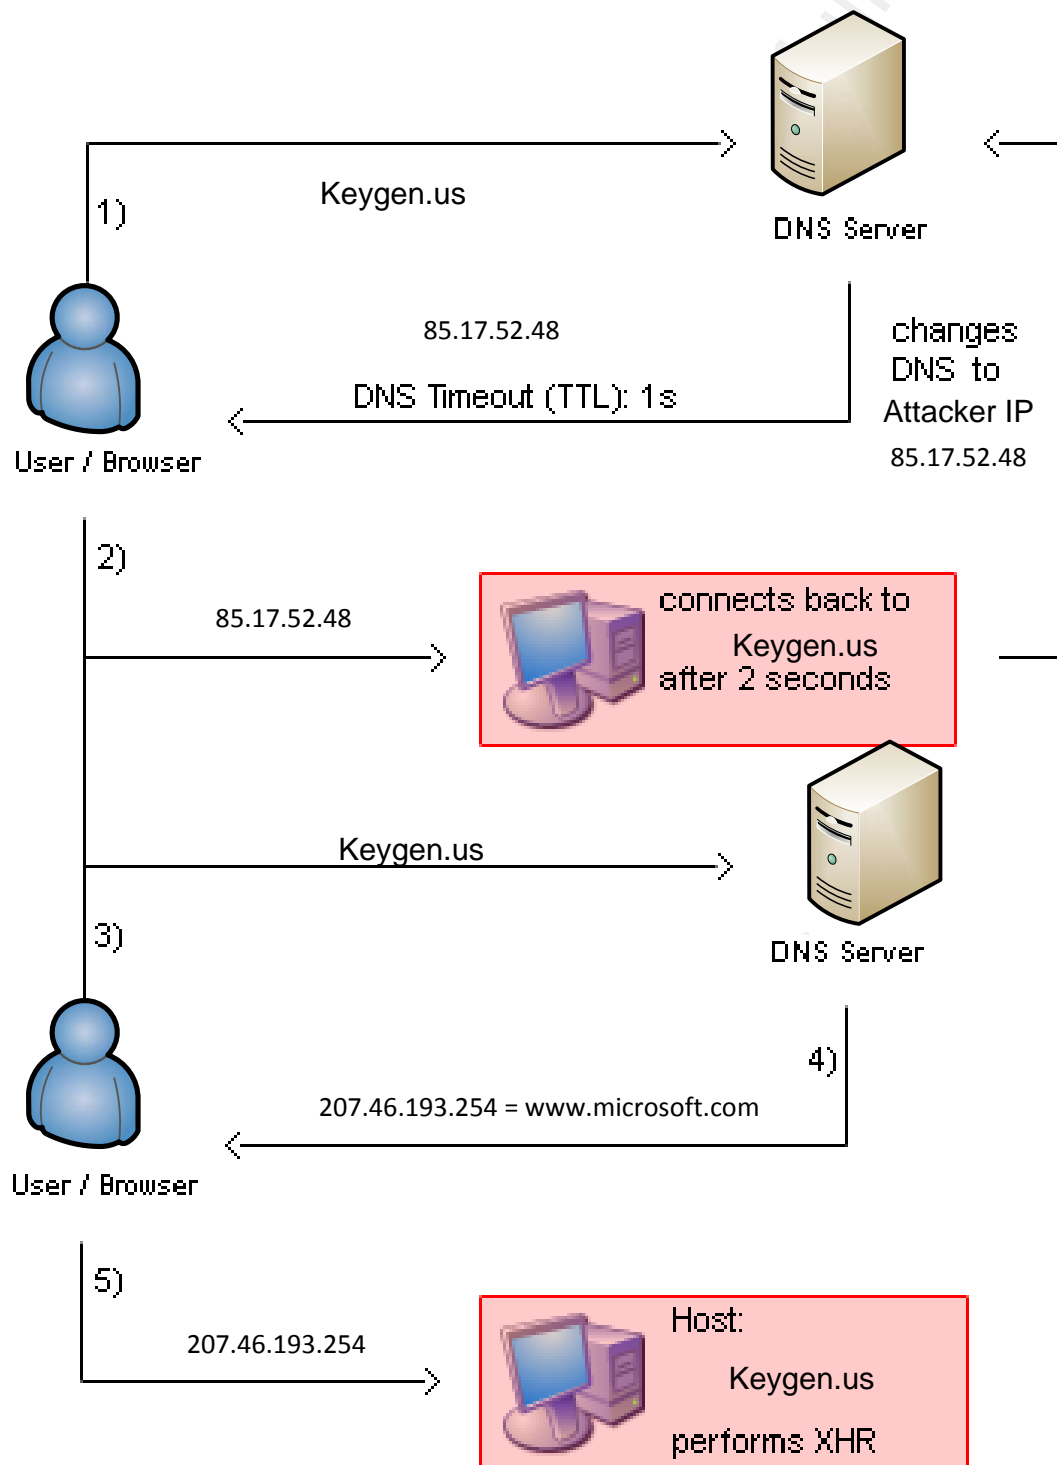 Keygen.us
1)
DNS Server
85.17.52.48
DNS Timeout (TTL): 1s
changes
DNS to
Attacker IP
85.17.52.48
User / Browser
2)
85.17.52.48
connects back to
Keygen.us
after 2 seconds
Keygen.us
3)
DNS Server
4)
207.46.193.254 = www.microsoft.com
User / Browser
5)
207.46.193.254
Host:
Keygen.us
performs XHR